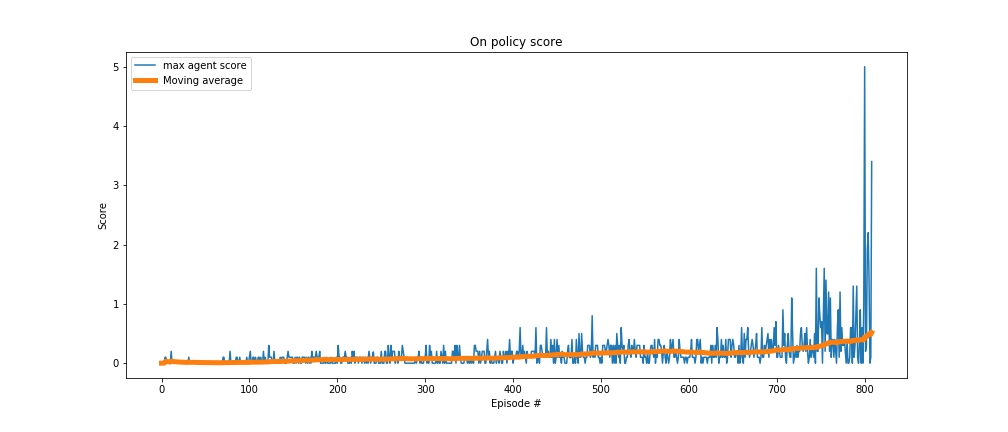 On policy score
max agent score
Moving average
5
4
3
2
1
0
Score
0 100 200 300 400 500 600 700 800
Episode #